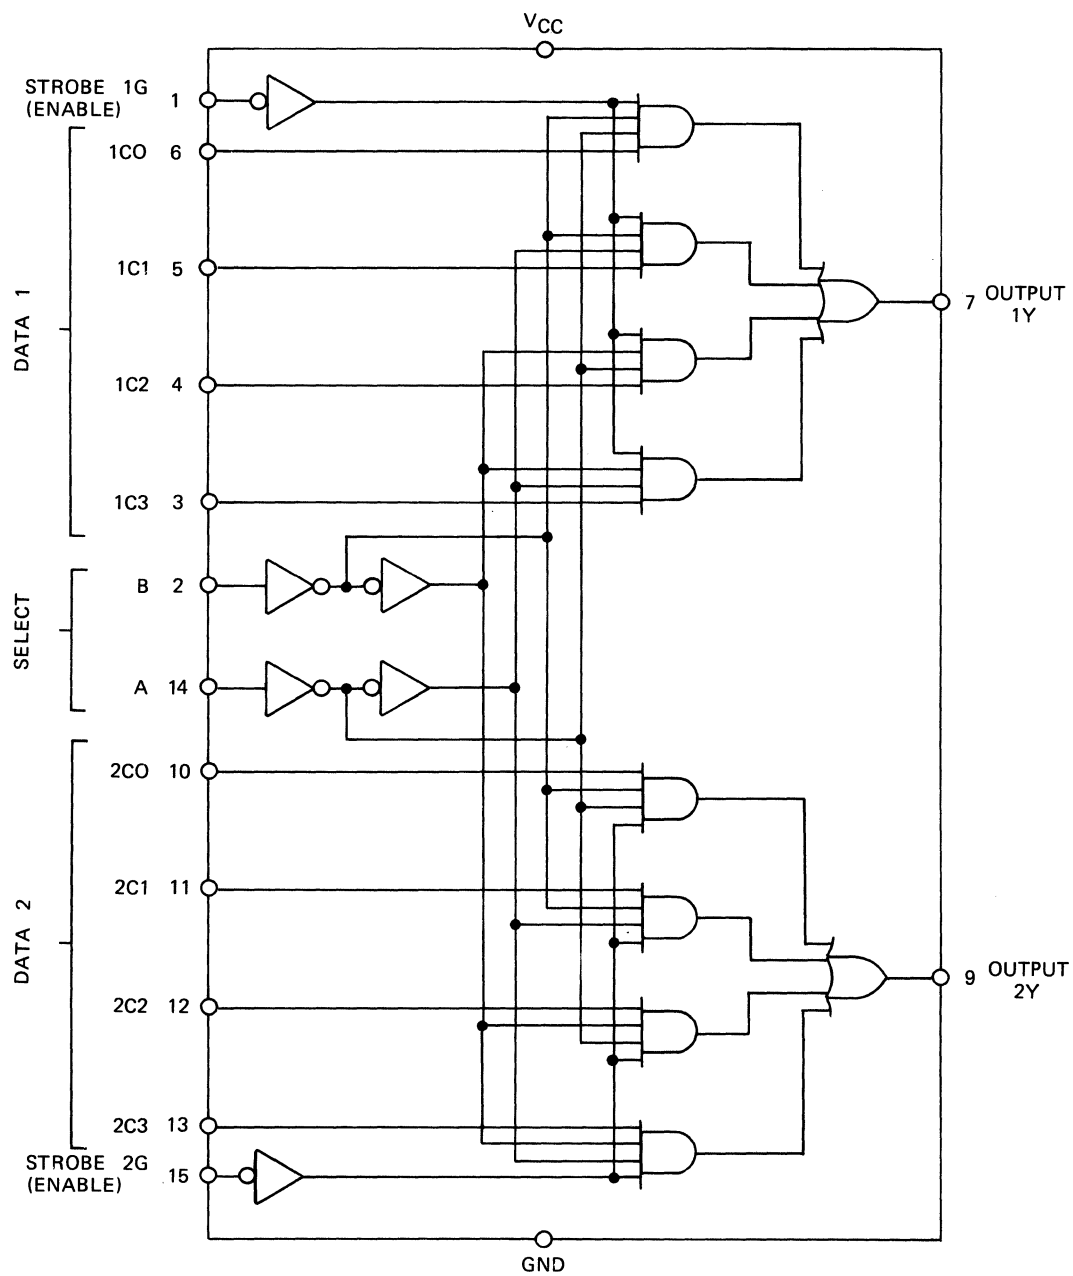 VCC
STROBE 1G
(ENABLE) 1
1CO 6
1C1 5
DATA 1
7 OUTPUT
1Y
1C2 4
1C3 3
B 2
SELECT
A 14
2CO 10
2C1 11
DATA 2
9 OUTPUT
2Y
2C2 12
2C3 13
STROBE 2G
(ENABLE) 15
GND